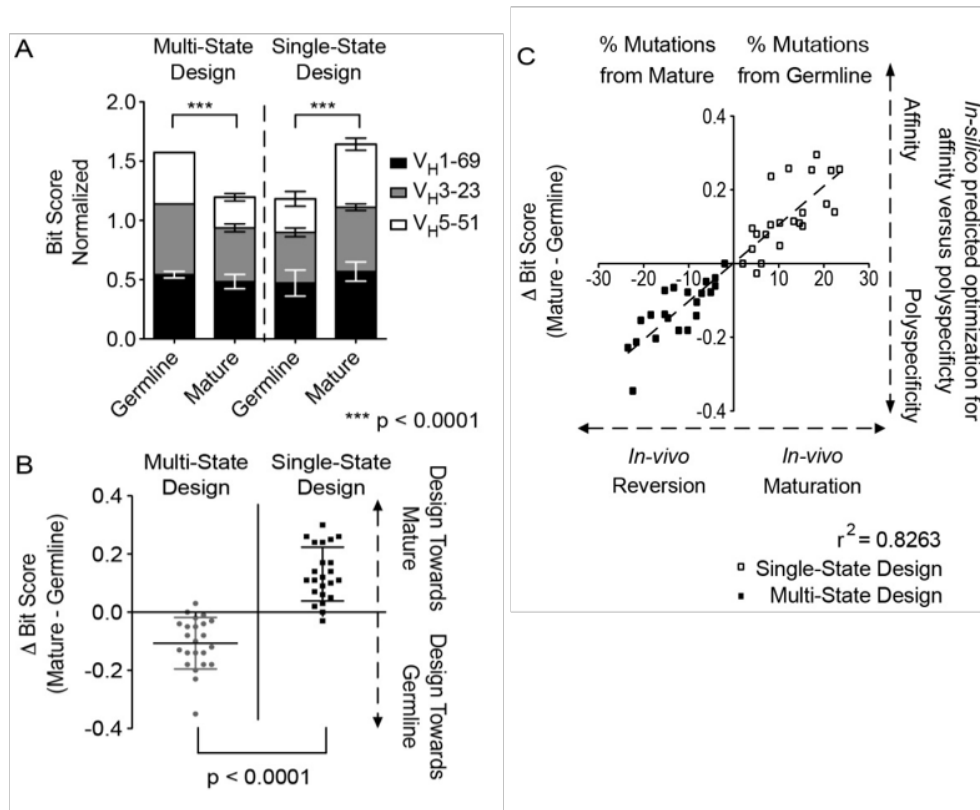 A
Multi-State
Design
Single-State
Design
***
***
2.0
1.5
1.0
0.5
0.0
Bit Score
Normalized
VH1-69
VH3-23
VH5-51
Germline
Mature
Germline
Mature
*** p < 0.0001
B
Multi-State
Design
Single-State
Design
0.4
0.2
0.0
-0.2
-0.4
Δ Bit Score
(Mature - Germline)
Design Towards
Mature
Design Towards
Germline
p < 0.0001
C
% Mutations
from Mature
% Mutations
from Germline
0.4
0.2
-30 -20 -10 10 20 30
-0.2
-0.4
Δ Bit Score
(Mature - Germline)
Affinity
Polyspecificity
In-silico predicted optimization for
affinity versus polyspecificty
In-vivo
Reversion
In-vivo
Maturation
r2 = 0.8263
Single-State Design
Multi-State Design